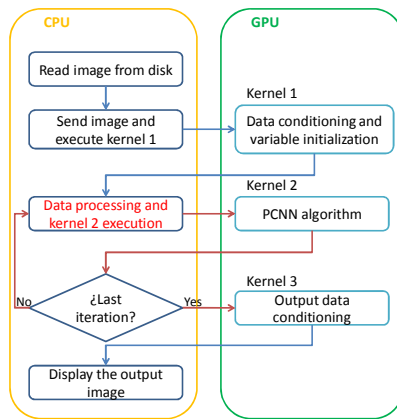 CPU
GPU
Read image from disk
Kernel 1
Send image and
execute kernel 1
Data conditioning and
variable initialization
Kernel 2
Data processing and
kernel 2 execution
PCNN algorithm
Kernel 3
¿Last
iteration?
No
Yes
Output data
conditioning
Display the output
image